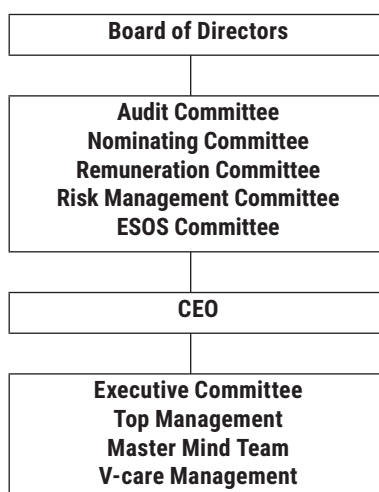 Board of Directors
Audit Committee
Nominating Committee
Remuneration Committee
Risk Management Committee
ESOS Committee
CEO
Executive Committee
Top Management
Master Mind Team
V-care Management